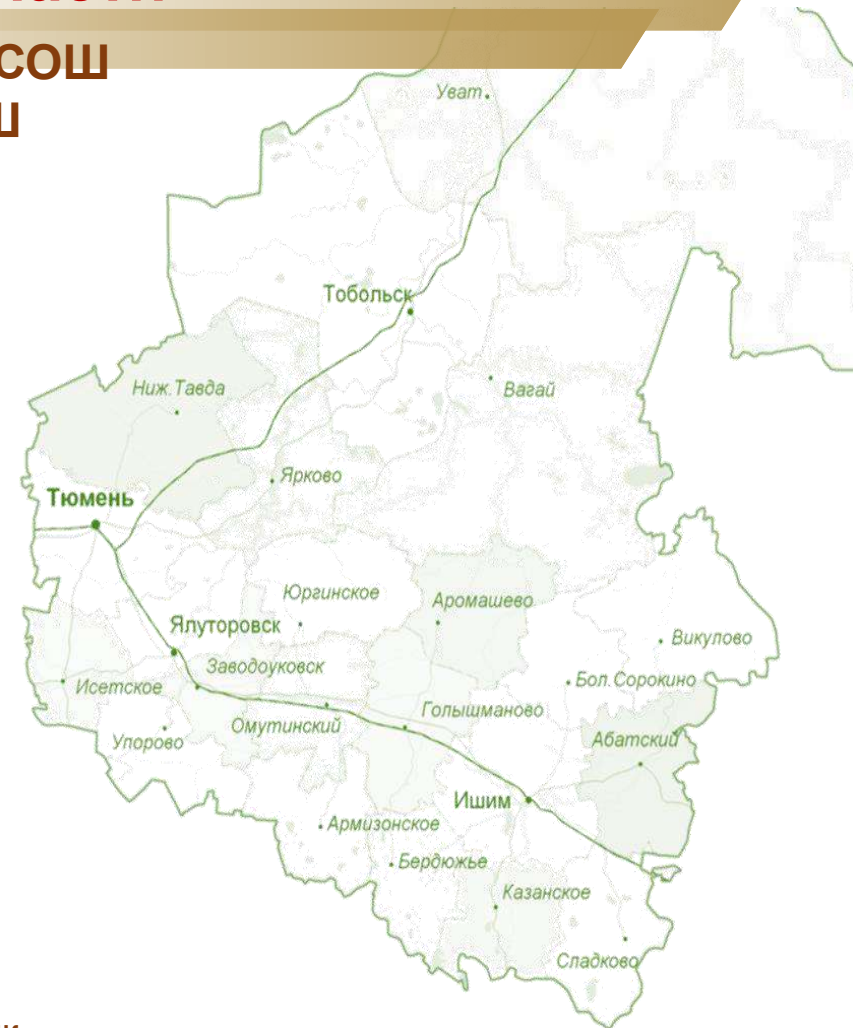 СОШ
Уват
Тобольск
Ниж.Тавда
Вагай
Ярково
Тюмень
Юргинское
Аромашево
Ялуторовск
Викулово
Заводоуковск
Исетское
Бол.Сорокино
Омутинский
Голышманово
Упорово
Абатский
Ишим
Армизонское
Бердюжье
Казанское
Сладково